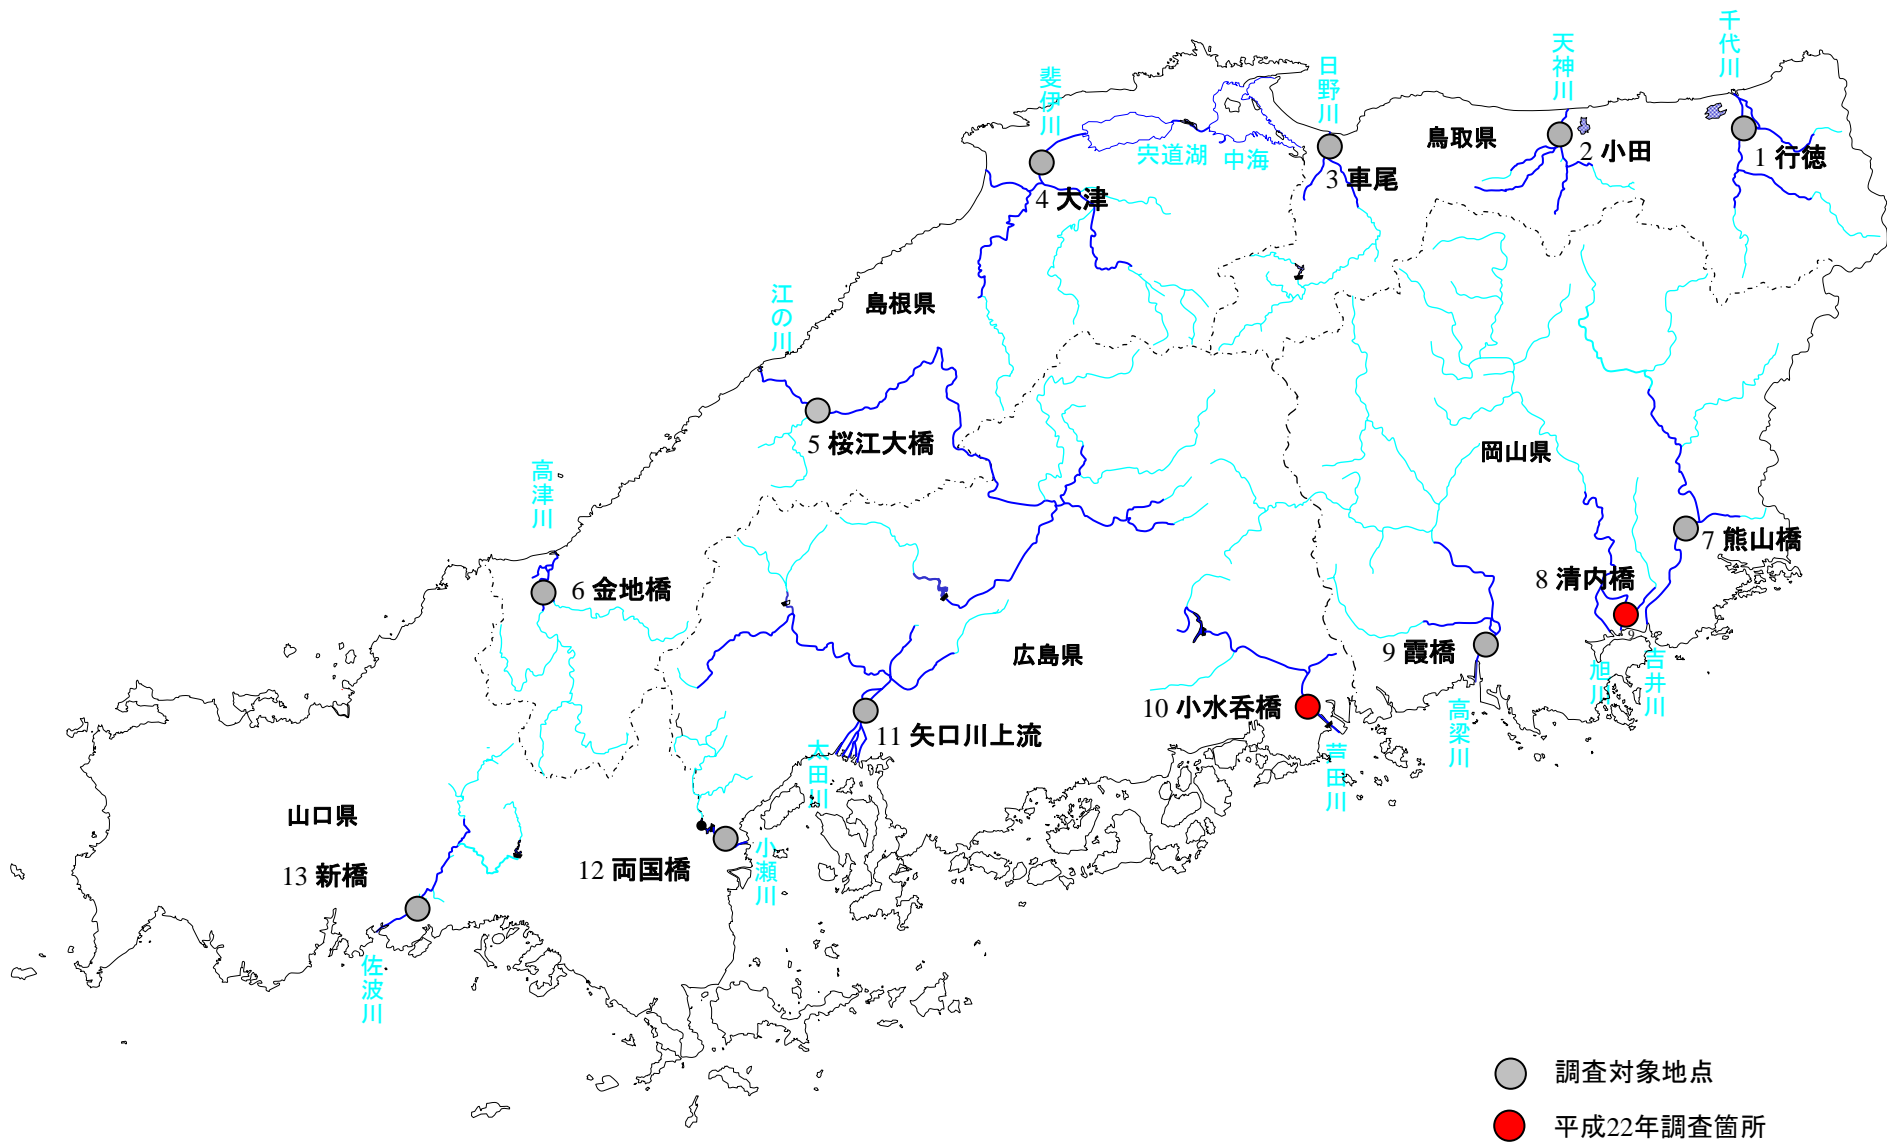 千代川
天神川
日野川
斐伊川
鳥取県
宍道湖
中海
1 行徳
2 小田
3 車尾
4 大津
島根県
江の川
5 桜江大橋
岡山県
高津川
7 熊山橋
8 清内橋
6 金地橋
広島県
9 霞橋
旭川
吉井川
10 小水呑橋
高梁川
11 矢口川上流
太田川
芦田川
山口県
小瀬川
12 両国橋
13 新橋
佐波川
調査対象地点
平成22年調査箇所